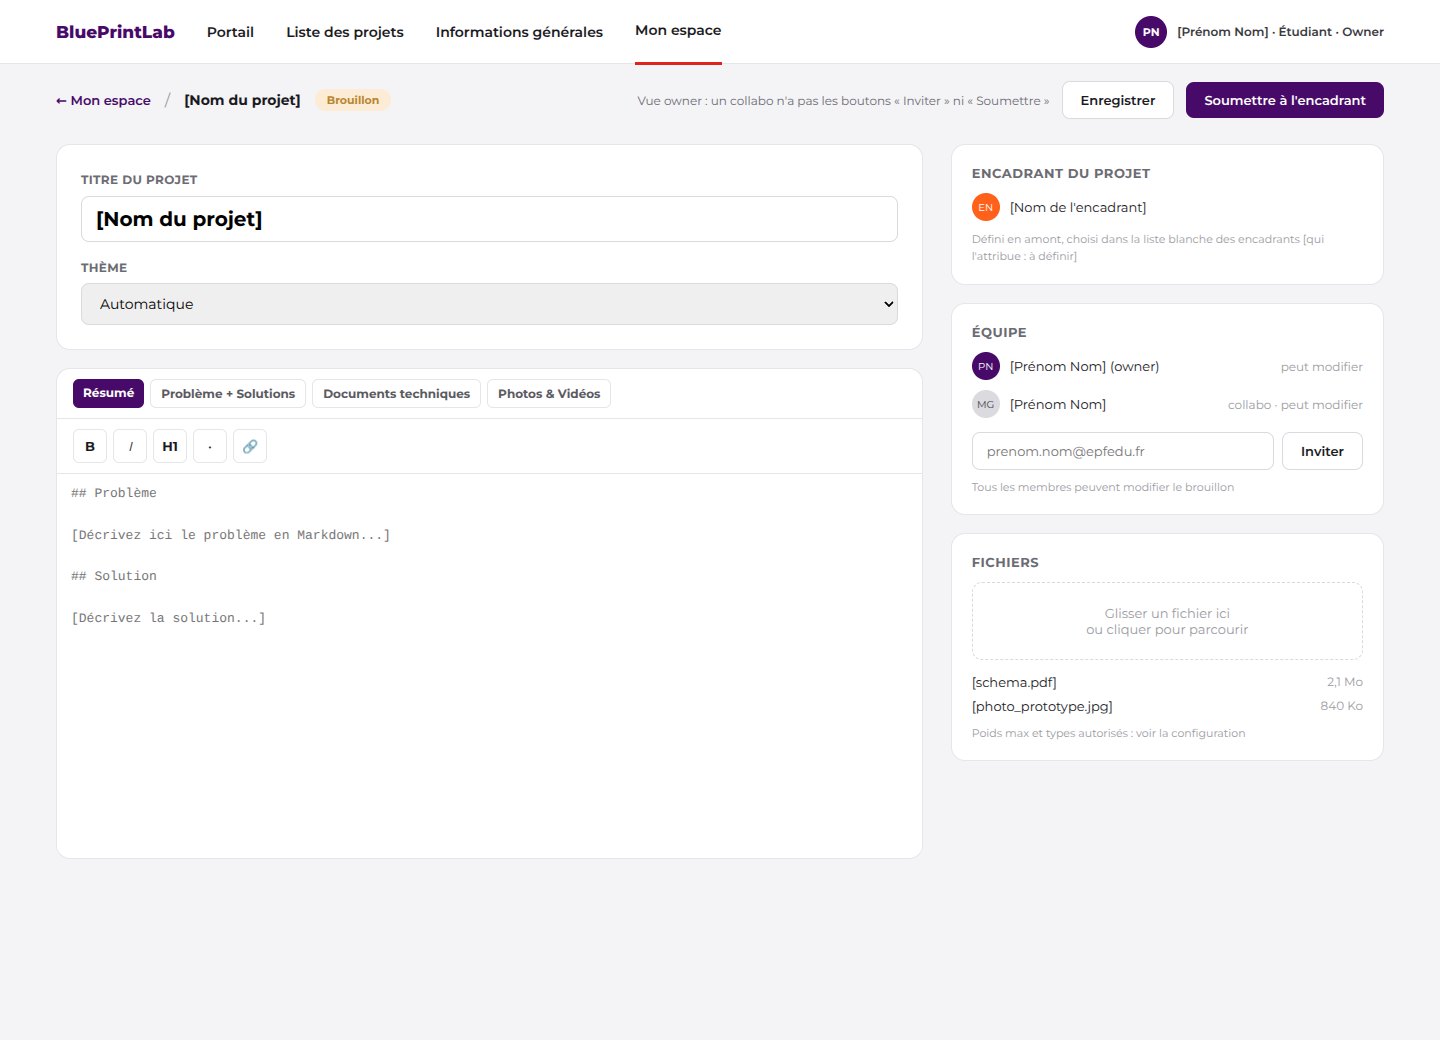 BluePrintLab
Portail
Liste des projets
Informations générales
Mon espace
PN
[Prénom Nom] · Étudiant · Owner
← Mon espace / [Nom du projet]
Brouillon
Vue owner : un collabo n'a pas les boutons « Inviter » ni « Soumettre »
Enregistrer
Soumettre à l'encadrant
TITRE DU PROJET
[Nom du projet]
THÈME
Automatique
Résumé
Problème + Solutions
Documents techniques
Photos & Vidéos
B
I
H1
·
## Problème
[Décrivez ici le problème en Markdown...]
## Solution
[Décrivez la solution...]
ENCADRANT DU PROJET
EN
[Nom de l'encadrant]
Défini en amont, choisi dans la liste blanche des encadrants [qui
l'attribue : à définir]
ÉQUIPE
PN
[Prénom Nom] (owner)
peut modifier
MG
[Prénom Nom]
collabo · peut modifier
prenom.nom@epfedu.fr
Inviter
Tous les membres peuvent modifier le brouillon
FICHIERS
Glisser un fichier ici
ou cliquer pour parcourir
[schema.pdf]
2,1 Mo
[photo_prototype.jpg]
840 Ko
Poids max et types autorisés : voir la configuration